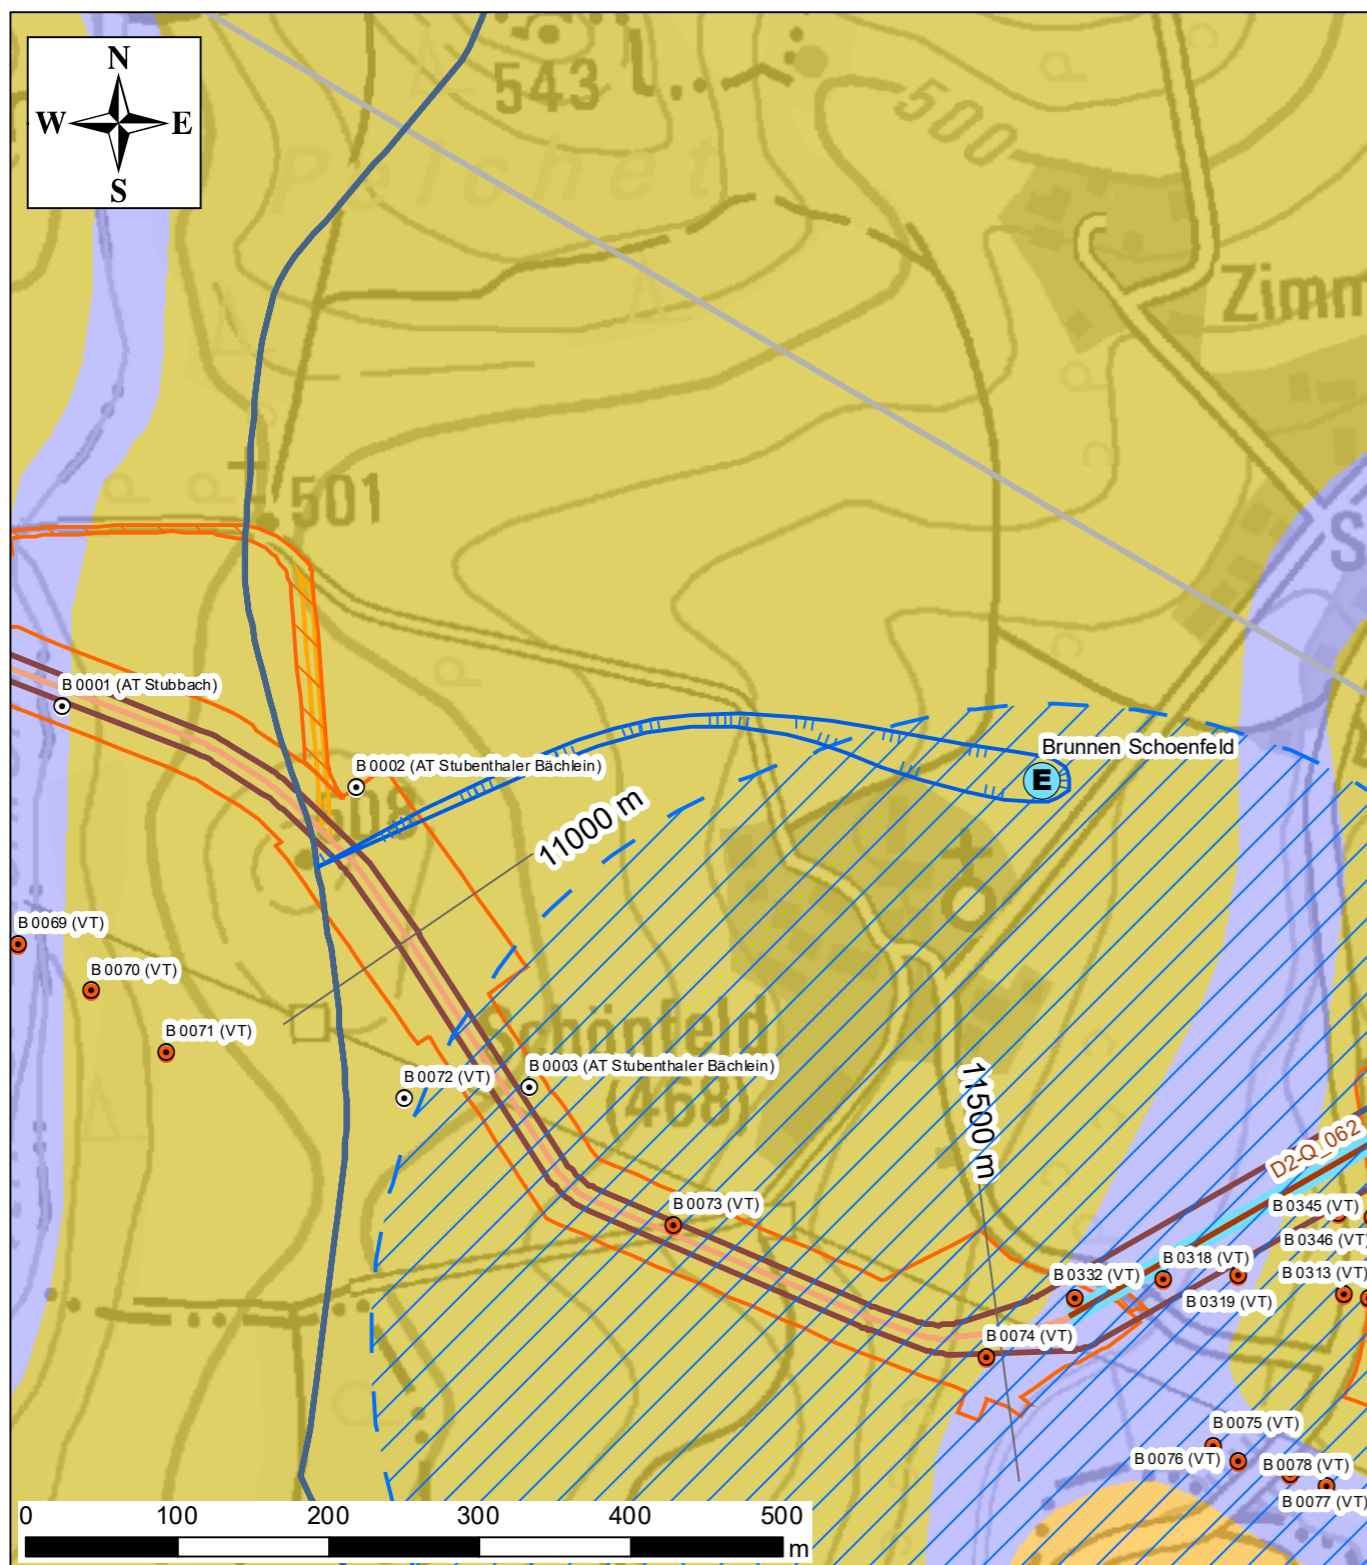 N
W E
S
543
500
Pelchet
Zimm
501
S
B 0001 (AT Stubbach)
Brunnen Schoenfeld
E
B 0002 (AT Stubenthaler Bächlein)
508
11000 m
B 0069 (VT)
B 0070 (VT)
B 0071 (VT)
Schönfeld
(468)
B 0072 (VT)
B 0003 (AT Stubenthaler Bächlein)
11500 m
D2-Q_062
B 0073 (VT)
B 0345 (VT)
B 0346 (VT)
B 0318 (VT)
B 0332 (VT)
B 0313 (VT)
B 0319 (VT)
B 0074 (VT)
B 0075 (VT)
B 0076 (VT)
B 0078 (VT)
B 0077 (VT)
0 100 200 300 400 500
m